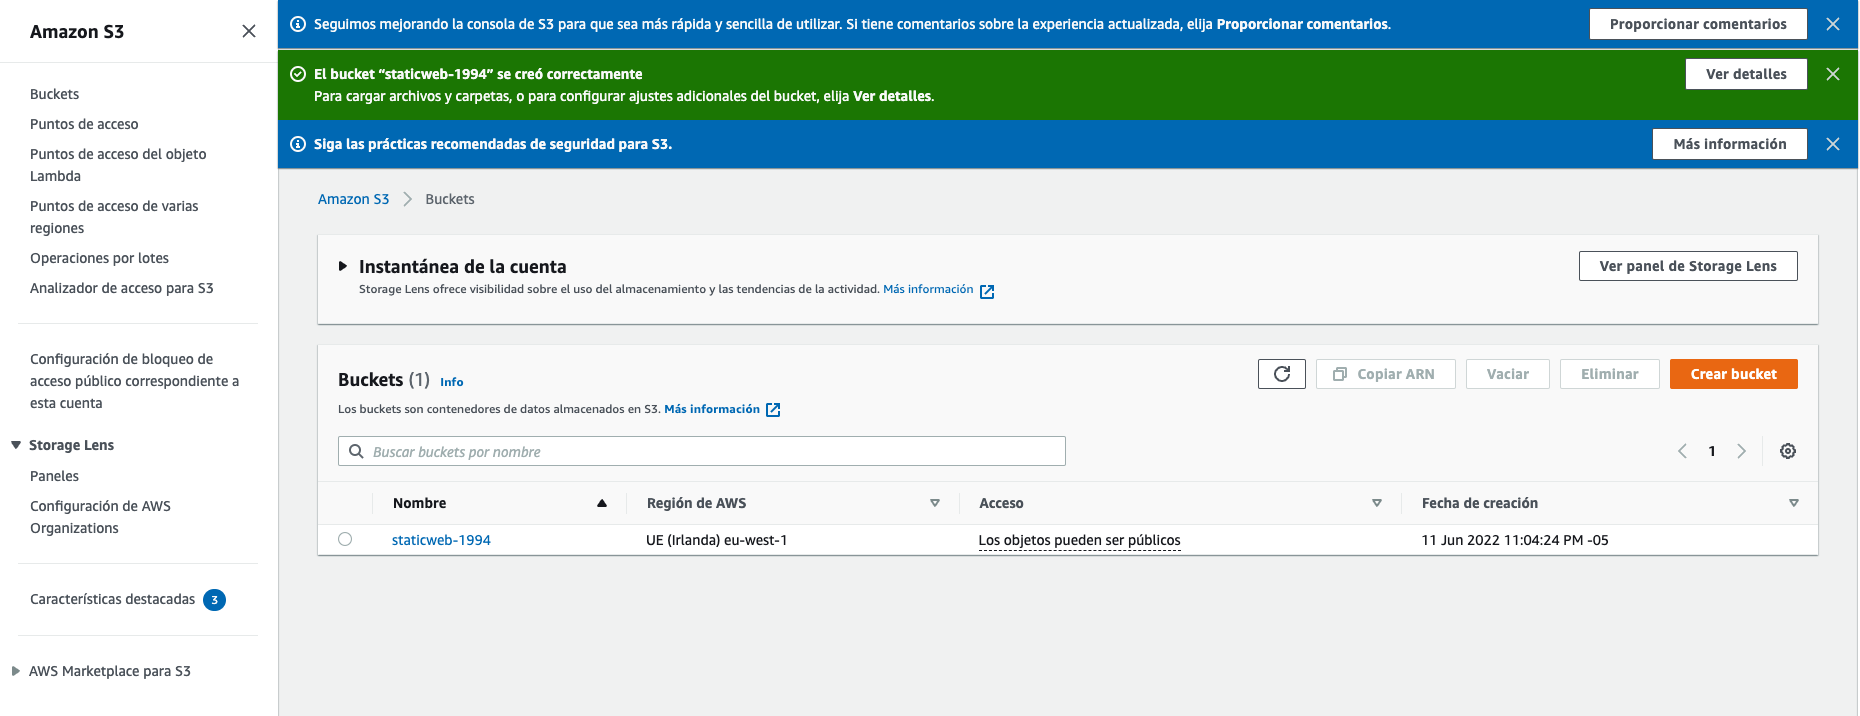 Amazon S3
Buckets
Puntos de acceso
Puntos de acceso del objeto
Lambda
Puntos de acceso de varias
regiones
Operaciones por lotes
Analizador de acceso para S3
Configuración de bloqueo de
acceso público correspondiente a
esta cuenta
Storage Lens
Paneles
Configuración de AWS
Organizations
Características destacadas 3
AWS Marketplace para S3
Seguimos mejorando la consola de S3 para que sea más rápida y sencilla de utilizar. Si tiene comentarios sobre la experiencia actualizada, elija Proporcionar comentarios. Proporcionar comentarios
El bucket “staticweb-1994” se creó correctamente Ver detalles
Para cargar archivos y carpetas, o para configurar ajustes adicionales del bucket, elija Ver detalles.
Siga las prácticas recomendadas de seguridad para S3. Más información
Amazon S3 Buckets
Instantánea de la cuenta Ver panel de Storage Lens
Storage Lens ofrece visibilidad sobre el uso del almacenamiento y las tendencias de la actividad. Más información
Buckets (1) Info Copiar ARN Vaciar Eliminar Crear bucket
Los buckets son contenedores de datos almacenados en S3. Más información
Buscar buckets por nombre 1
Nombre Región de AWS Acceso Fecha de creación
staticweb-1994 UE (Irlanda) eu-west-1 Los objetos pueden ser públicos 11 Jun 2022 11:04:24 PM -05